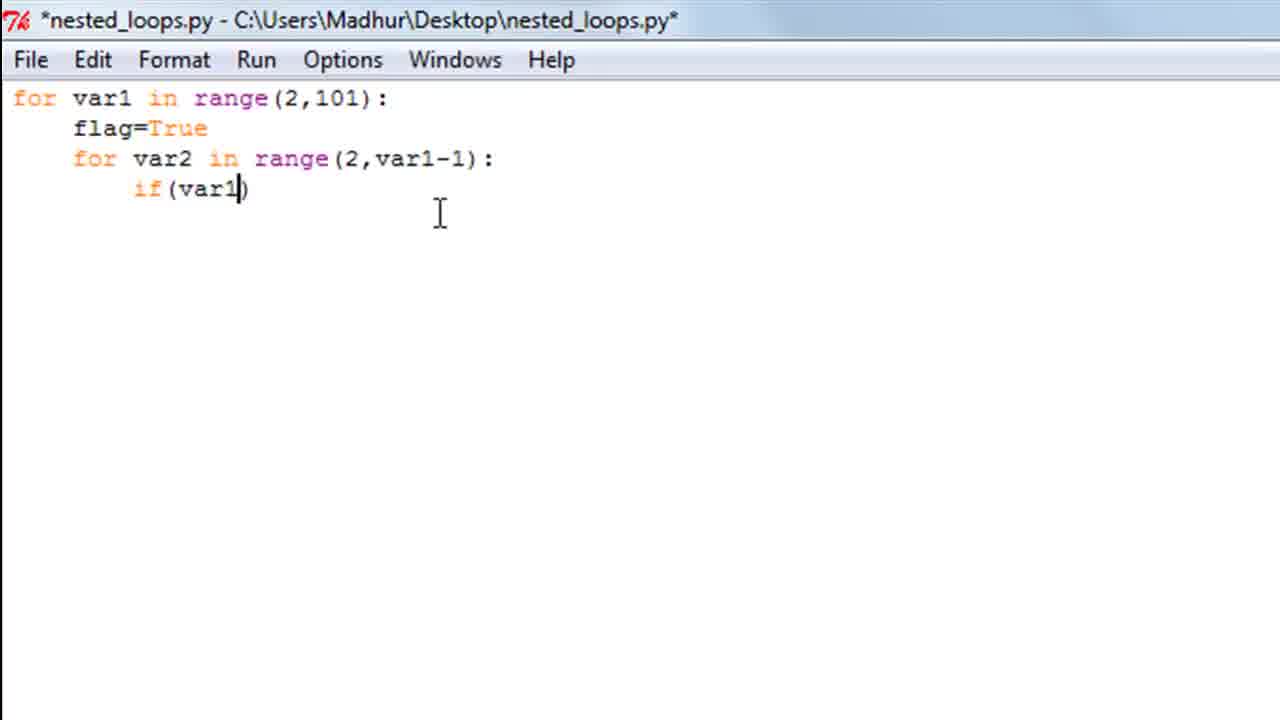 *nested_loops.py - C:\Users\Madhur\Desktop\nested_loops.py*
File Edit Format Run Options Windows Help
for var1 in range(2,101):
    flag=True
    for var2 in range(2,var1-1):
        if(var1)